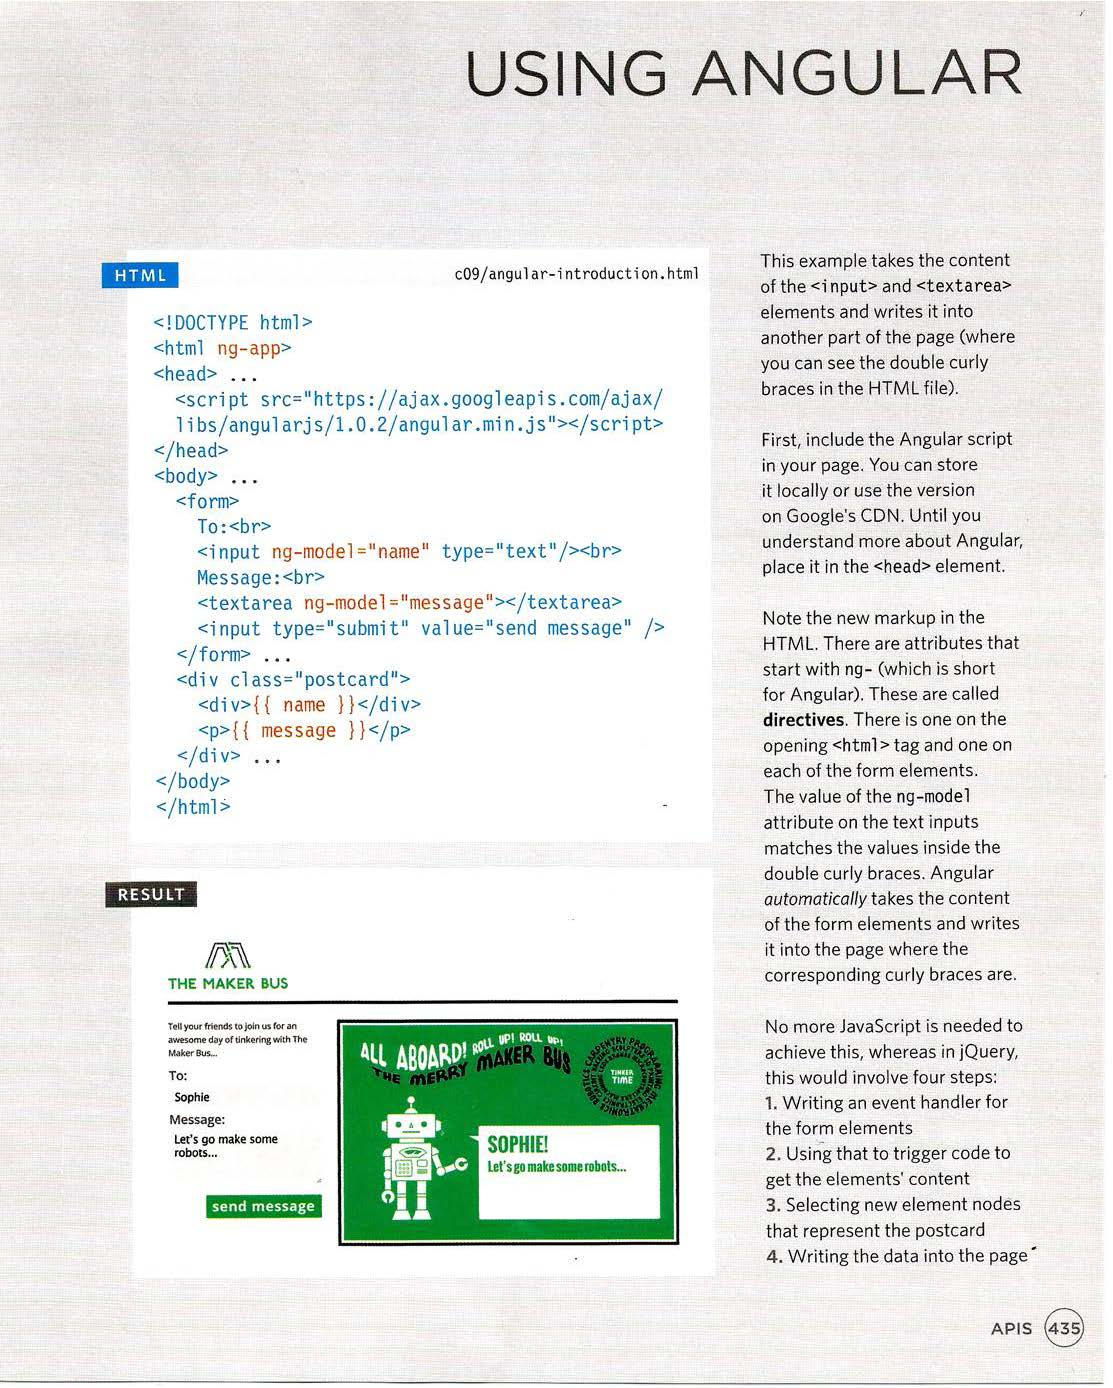 USING ANGULAR
HTML
c09/angular-introduction.html
<!DOCTYPE html>
<html ng-app>
<head> ...
<script src="https://ajax.googleapis.com/ajax/
libs/angularjs/1.0.2/angular.min.js"></script>
</head>
<body> ...
<form>
To:<br>
<input ng-model="name" type="text"/><br>
Message:<br>
<textarea ng-model="message"></textarea>
<input type="submit" value="send message" />
</form> ...
<div class="postcard">
<div>{{ name }}</div>
<p>{{ message }}</p>
</div> ...
</body>
</html>
RESULT
THE MAKER BUS
Tell your friends to join us for an
awesome day of tinkering with The
Maker Bus...
To:
Sophie
Message:
Let's go make some
robots...
send message
ALL ABOARD! ROLL UP! ROLL UP!
THE MERRY MAKER BUS
TINKER
TIME
SOPHIE!
Let's go make some robots...
This example takes the content
of the <input> and <textarea>
elements and writes it into
another part of the page (where
you can see the double curly
braces in the HTML file).
First, include the Angular script
in your page. You can store
it locally or use the version
on Google's CDN. Until you
understand more about Angular,
place it in the <head> element.
Note the new markup in the
HTML. There are attributes that
start with ng- (which is short
for Angular). These are called
directives. There is one on the
opening <html> tag and one on
each of the form elements.
The value of the ng-model
attribute on the text inputs
matches the values inside the
double curly braces. Angular
automatically takes the content
of the form elements and writes
it into the page where the
corresponding curly braces are.
No more JavaScript is needed to
achieve this, whereas in jQuery,
this would involve four steps:
1. Writing an event handler for
the form elements
2. Using that to trigger code to
get the elements' content
3. Selecting new element nodes
that represent the postcard
4. Writing the data into the page
APIS 435